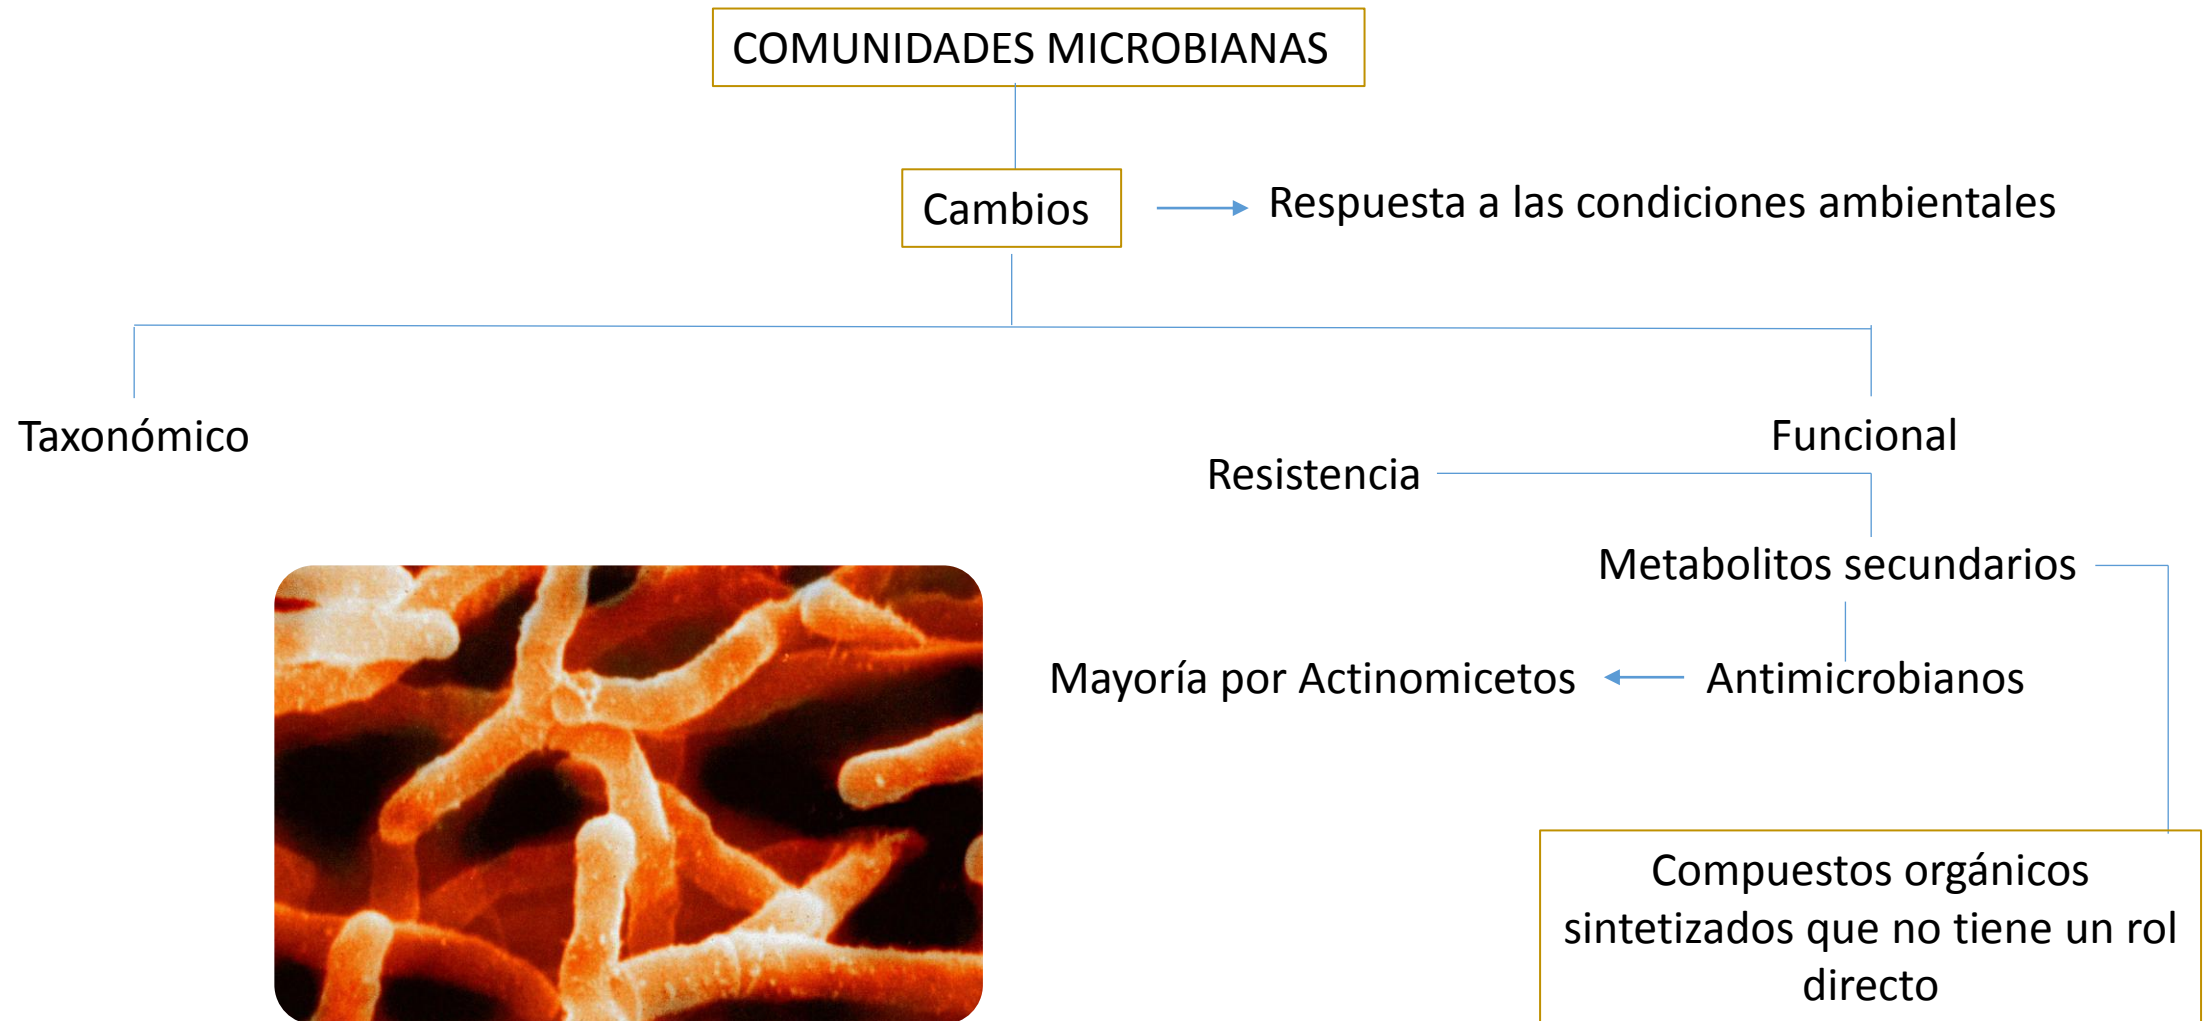 COMUNIDADES MICROBIANAS
Cambios
Respuesta a las condiciones ambientales
Taxonómico
Funcional
Resistencia
Metabolitos secundarios
Mayoría por Actinomicetos
Antimicrobianos
Compuestos orgánicos
sintetizados que no tiene un rol
directo